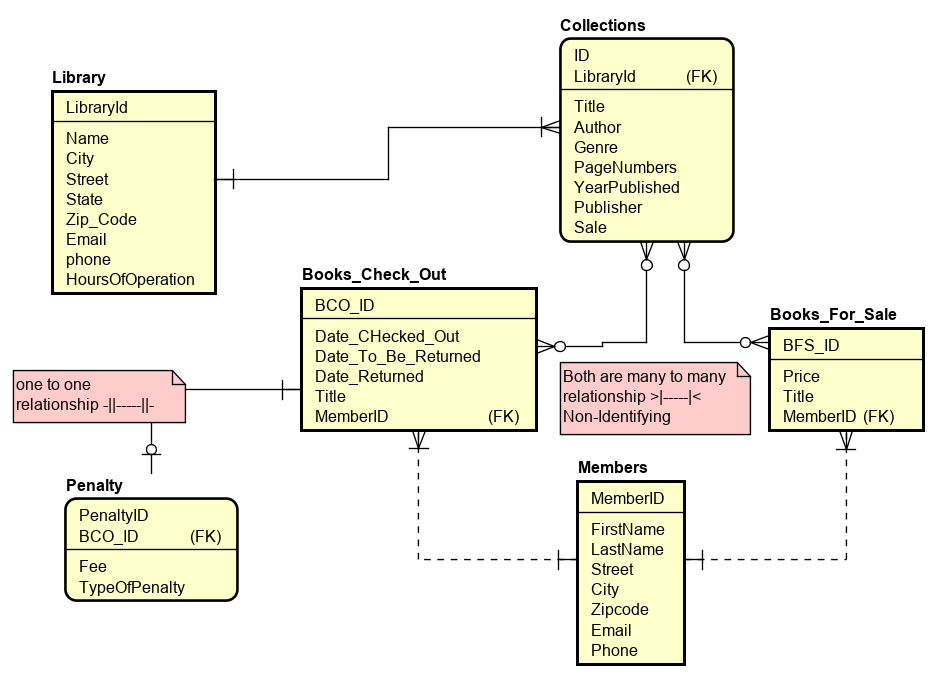 Collections
ID
LibraryId (FK)
Title
Author
Genre
PageNumbers
YearPublished
Publisher
Sale
Library
LibraryId
Name
City
Street
State
Zip_Code
Email
phone
HoursOfOperation
Books_Check_Out
BCO_ID
Date_CHecked_Out
Date_To_Be_Returned
Date_Returned
Title
MemberID (FK)
Books_For_Sale
BFS_ID
Price
Title
MemberID (FK)
one to one
relationship -||-----||-
Both are many to many
relationship >|-----|<
Non-Identifying
Penalty
PenaltyID
BCO_ID (FK)
Fee
TypeOfPenalty
Members
MemberID
FirstName
LastName
Street
City
Zipcode
Email
Phone